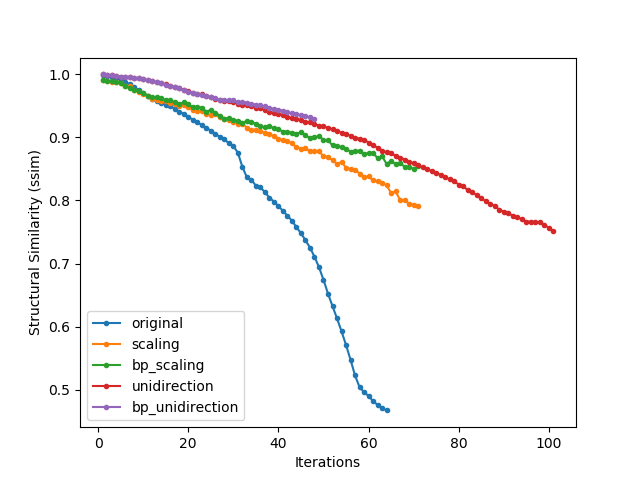 1.0
0.9
0.8
0.7
0.6
0.5
Structural Similarity (ssim)
original
scaling
bp_scaling
unidirection
bp_unidirection
0 20 40 60 80 100
Iterations